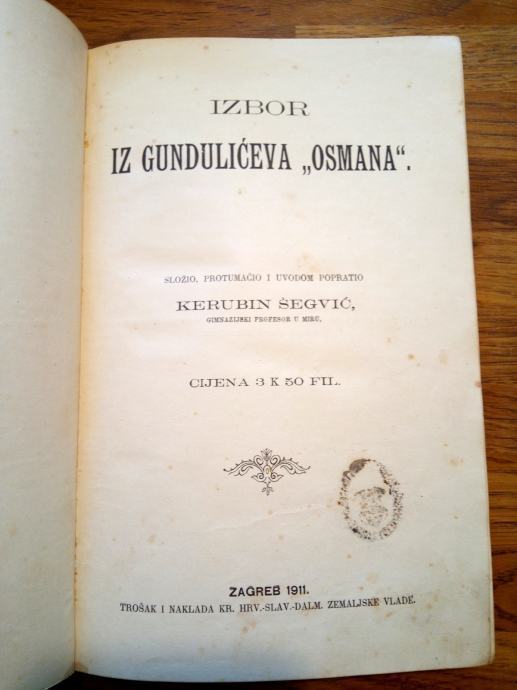 IZBOR
IZ GUNDULIĆEVA „OSMANA“.
SLOŽIO, PROTUMAČIO I UVODOM POPRATIO
KERUBIN ŠEGVIĆ,
GIMNAZIJSKI PROFESOR U MIRU.
CIJENA 3 K 50 FIL.
ZAGREB 1911.
TROŠAK I NAKLADA KR. HRV.-SLAV.-DALM. ZEMALJSKE VLADE.